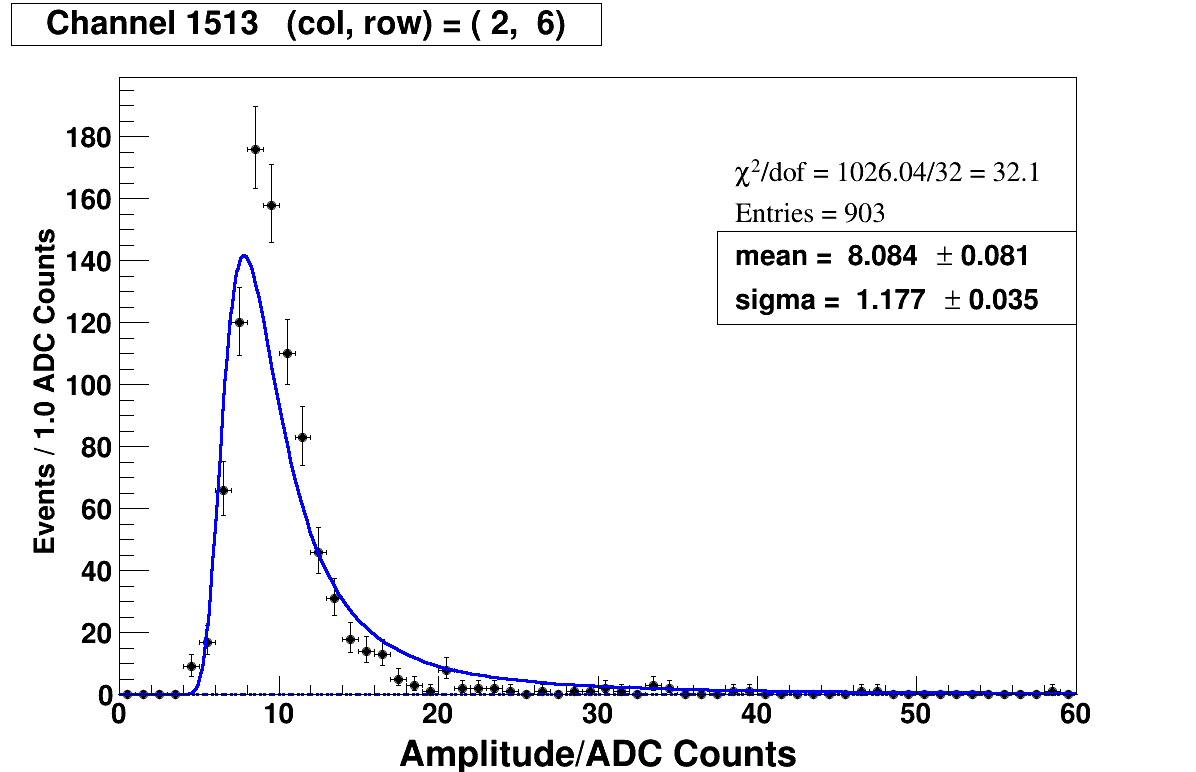 Channel 1513 (col, row) = ( 2, 6)
χ²/dof = 1026.04/32 = 32.1
Entries = 903
mean = 8.084 ± 0.081
sigma = 1.177 ± 0.035
Events / 1.0 ADC Counts
180
160
140
120
100
80
60
40
20
0
0 10 20 30 40 50 60
Amplitude/ADC Counts